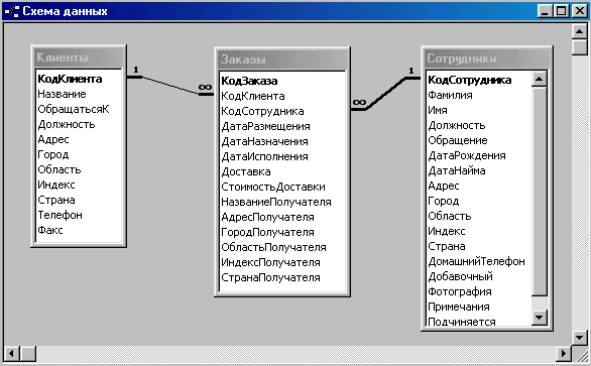 Схема данных
Клиенты
КодКлиента
Название
ОбращатьсяК
Должность
Адрес
Город
Область
Индекс
Страна
Телефон
Факс
1
∞
Заказы
КодЗаказа
КодКлиента
КодСотрудника
ДатаРазмещения
ДатаНазначения
ДатаИсполнения
Доставка
СтоимостьДоставки
НазваниеПолучателя
АдресПолучателя
ГородПолучателя
ОбластьПолучателя
ИндексПолучателя
СтранаПолучателя
∞
1
Сотрудники
КодСотрудника
Фамилия
Имя
Должность
Обращение
ДатаРождения
ДатаНайма
Адрес
Город
Область
Индекс
Страна
ДомашнийТелефон
Добавочный
Фотография
Примечания
Подчиняется